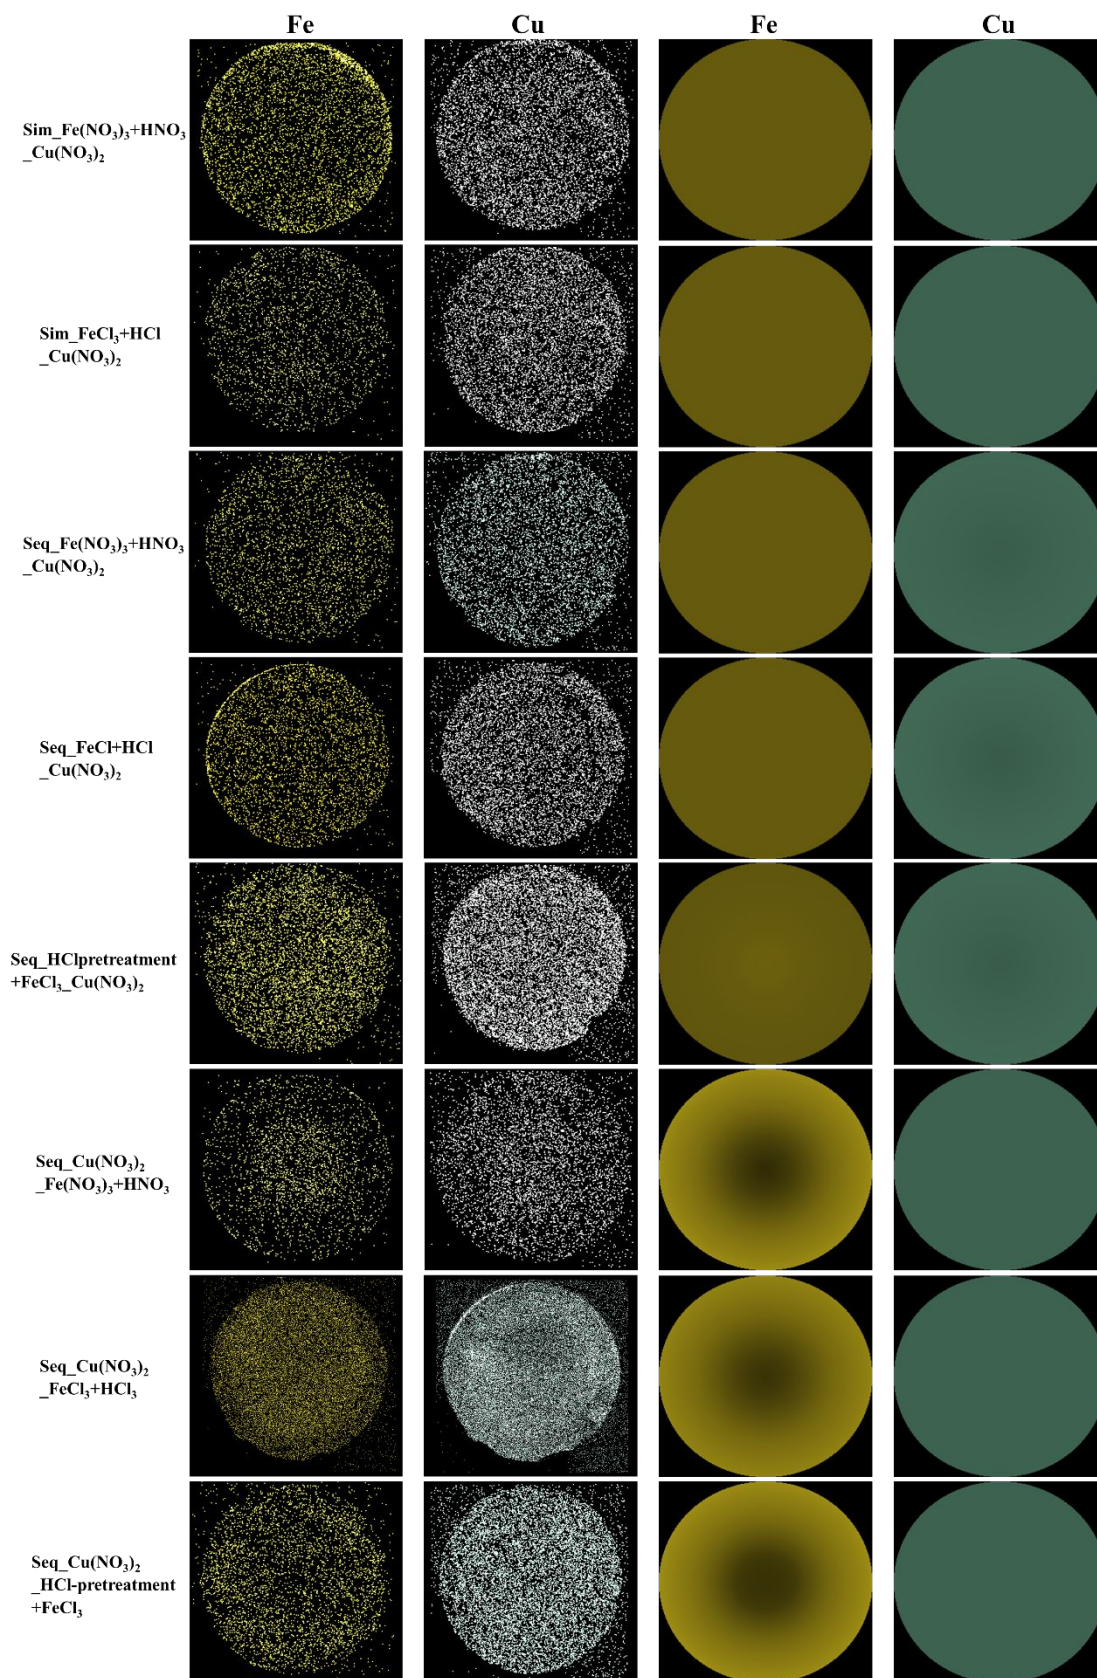 Fe Cu Fe Cu
Sim_Fe(NO₃)₃+HNO₃
_Cu(NO₃)₂
Sim_FeCl₃+HCl
_Cu(NO₃)₂
Seq_Fe(NO₃)₃+HNO₃
_Cu(NO₃)₂
Seq_FeCl+HCl
_Cu(NO₃)₂
Seq_HClpretreatment
+FeCl₃_Cu(NO₃)₂
Seq_Cu(NO₃)₂
_Fe(NO₃)₃+HNO₃
Seq_Cu(NO₃)₂
_FeCl₃+HCl₃
Seq_Cu(NO₃)₂
_HCl-pretreatment
+FeCl₃